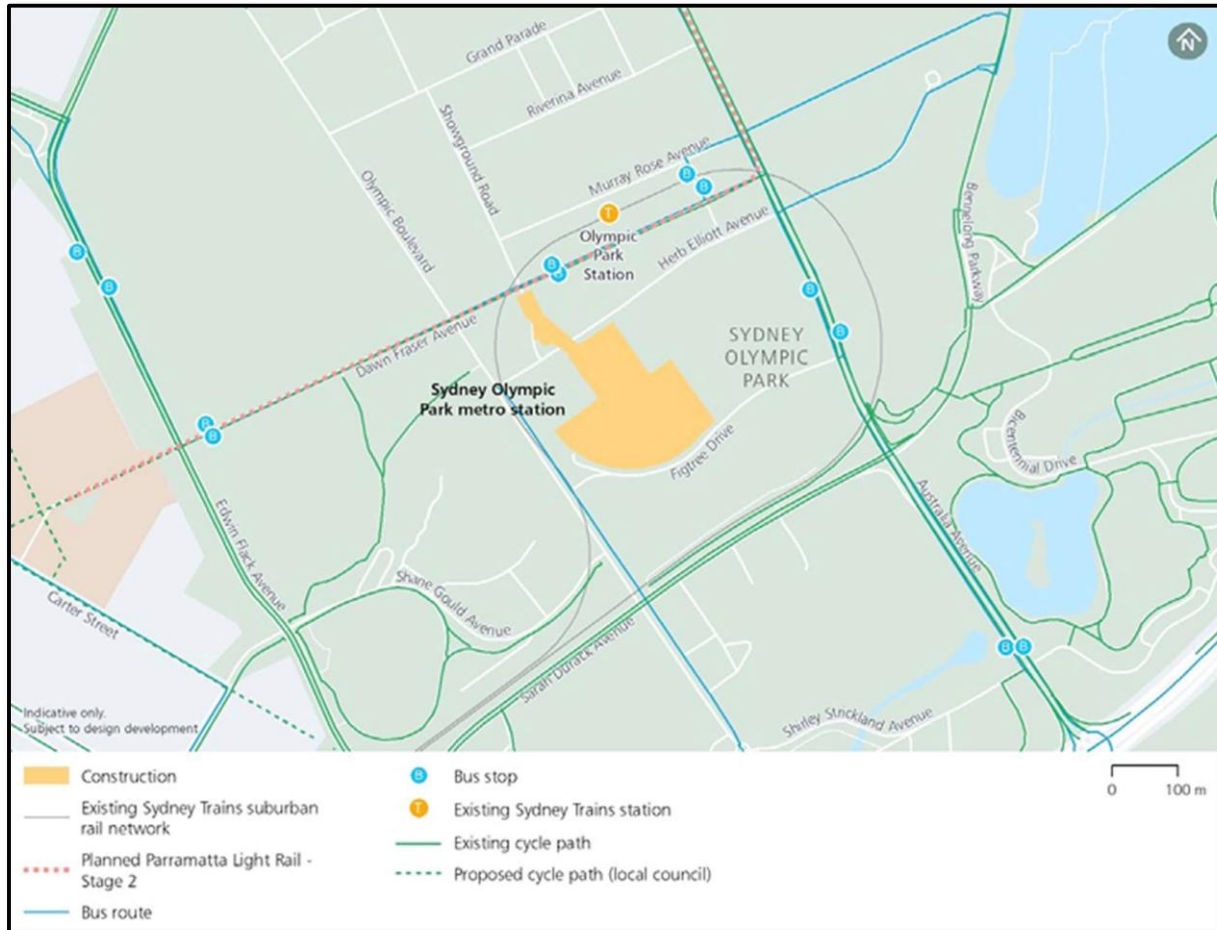 N
Grand Parade
Riverina Avenue
Showground Road
Murray Rose Avenue
Olympic Boulevard
B
B
T
Olympic
Park
Station
Herb Elliott Avenue
Bennelong Parkway
B
B
B
B
B
B
Dawn Fraser Avenue
SYDNEY
OLYMPIC
PARK
Sydney Olympic
Park metro station
B
B
Figtree Drive
Bicentennial Drive
Edwin Flack Avenue
Australia Avenue
Shane Gould Avenue
Carter Street
Sarah Durack Avenue
B
B
Shirley Strickland Avenue
Indicative only.
Subject to design development
Construction
Existing Sydney Trains suburban
rail network
Planned Parramatta Light Rail -
Stage 2
Bus route
B
Bus stop
T
Existing Sydney Trains station
Existing cycle path
Proposed cycle path (local council)
0
100 m